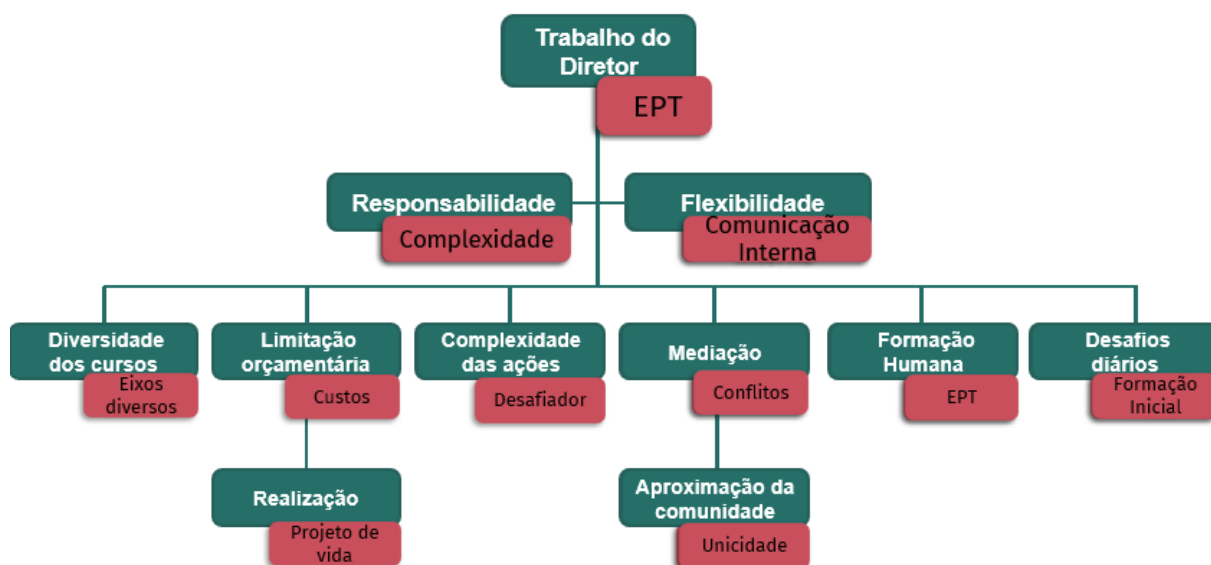 Trabalho do
Diretor
EPT
Responsabilidade
Complexidade
Flexibilidade
Comunicação
Interna
Diversidade
dos cursos
Eixos
diversos
Limitação
orçamentária
Custos
Complexidade
das ações
Desafiador
Mediação
Conflitos
Formação
Humana
EPT
Desafios
diários
Formação
Inicial
Realização
Projeto de
vida
Aproximação da
comunidade
Unicidade